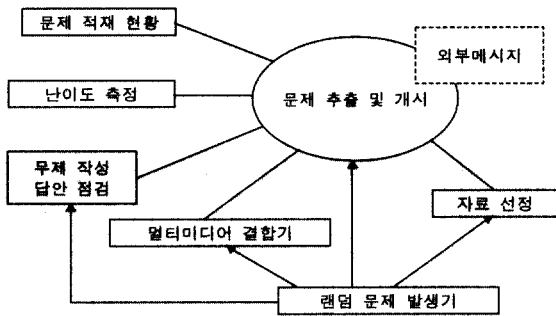 문제 적재 현황
외부메시지
문제 추출 및 개시
난이도 측정
무제 작성
답안 점검
자료 선정
멀티미디어 결합기
랜덤 문제 발생기